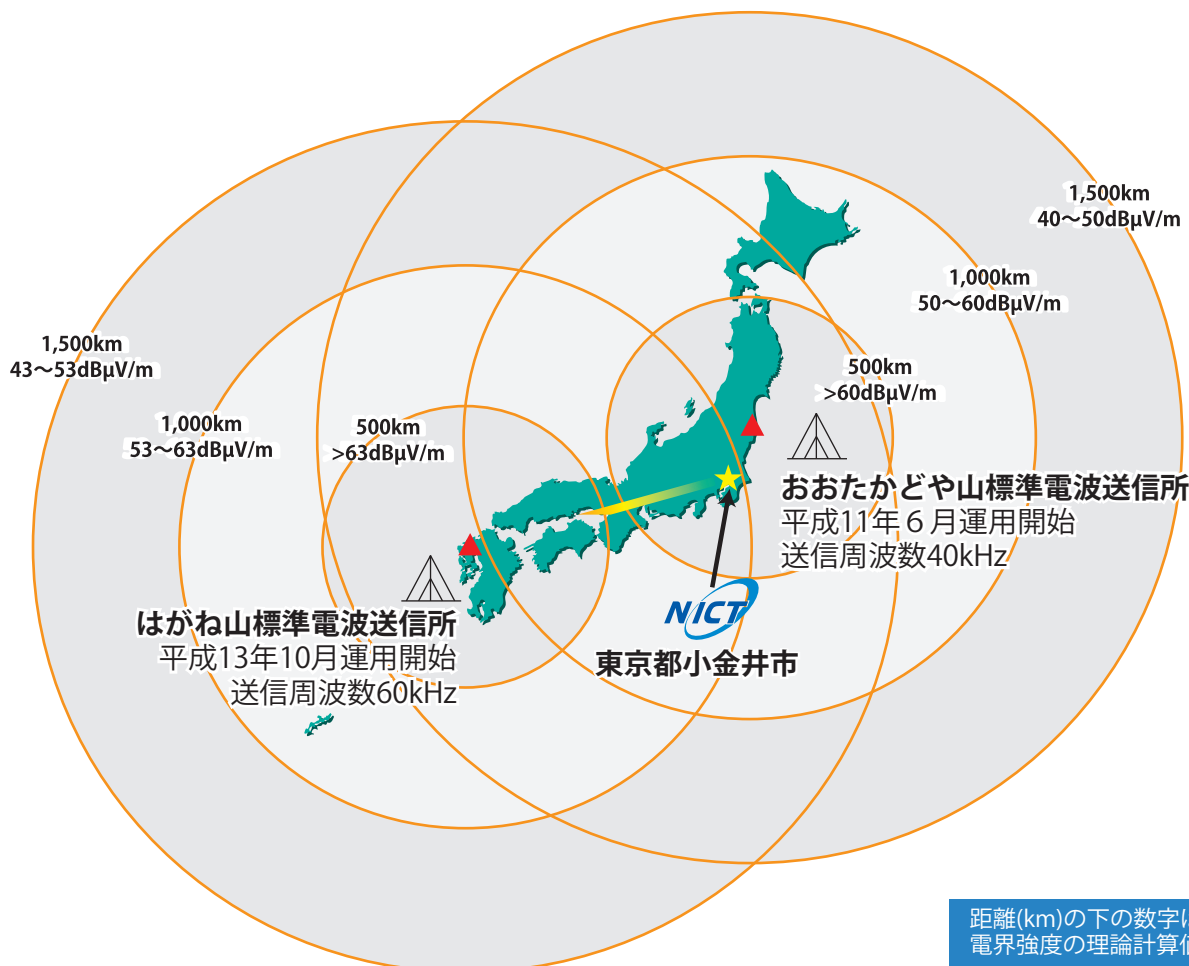 1,500km
40～50dBμV/m
1,000km
50～60dBμV/m
1,500km
43～53dBμV/m
500km
>60dBμV/m
1,000km
53～63dBμV/m
500km
>63dBμV/m
おおたかどや山標準電波送信所
平成11年６月運用開始
送信周波数40kHz
はがね山標準電波送信所
平成13年10月運用開始
送信周波数60kHz
NICT
東京都小金井市
距離(km)の下の数字は
電界強度の理論計算値